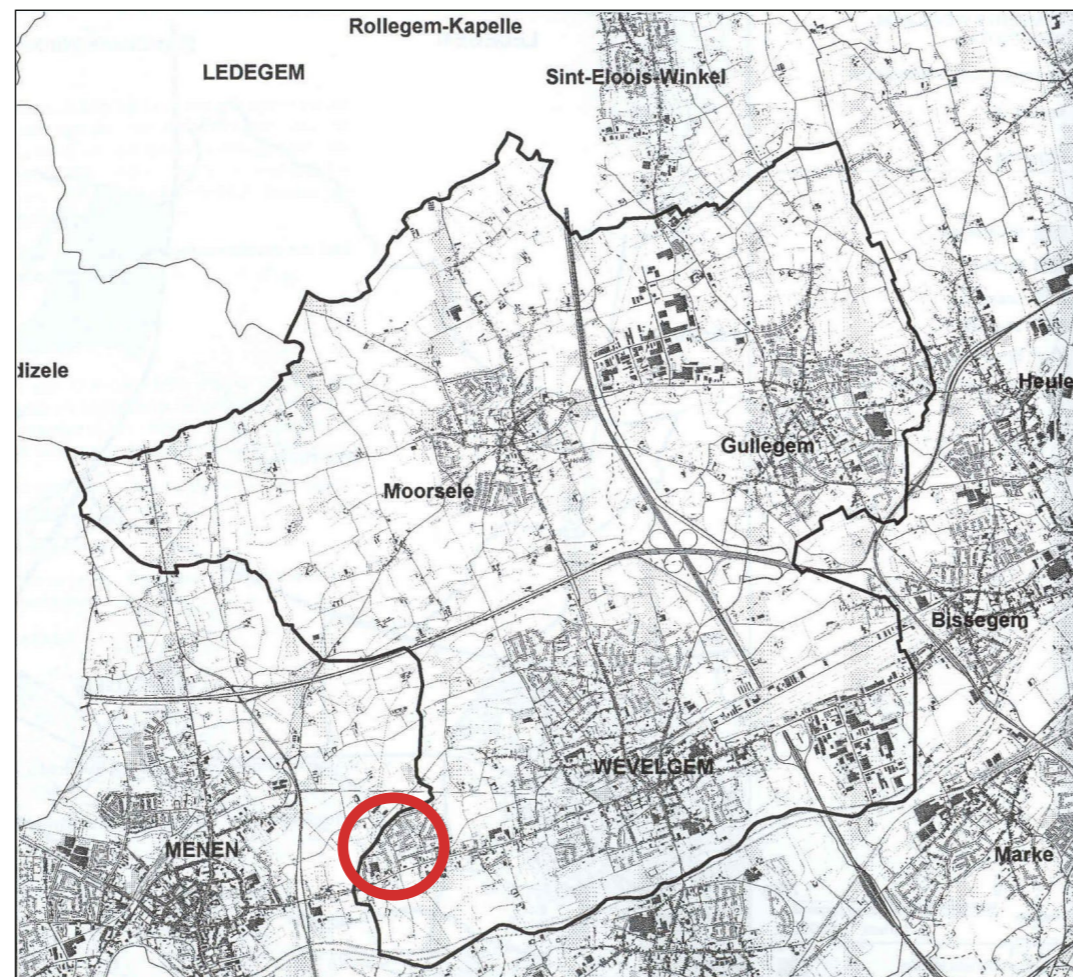 Rollegem-Kapelle
LEDEGEM
Sint-Eloois-Winkel
dizele
Heule
Gullegem
Moorsele
Bissegem
WEVELGEM
MENEN
Marke